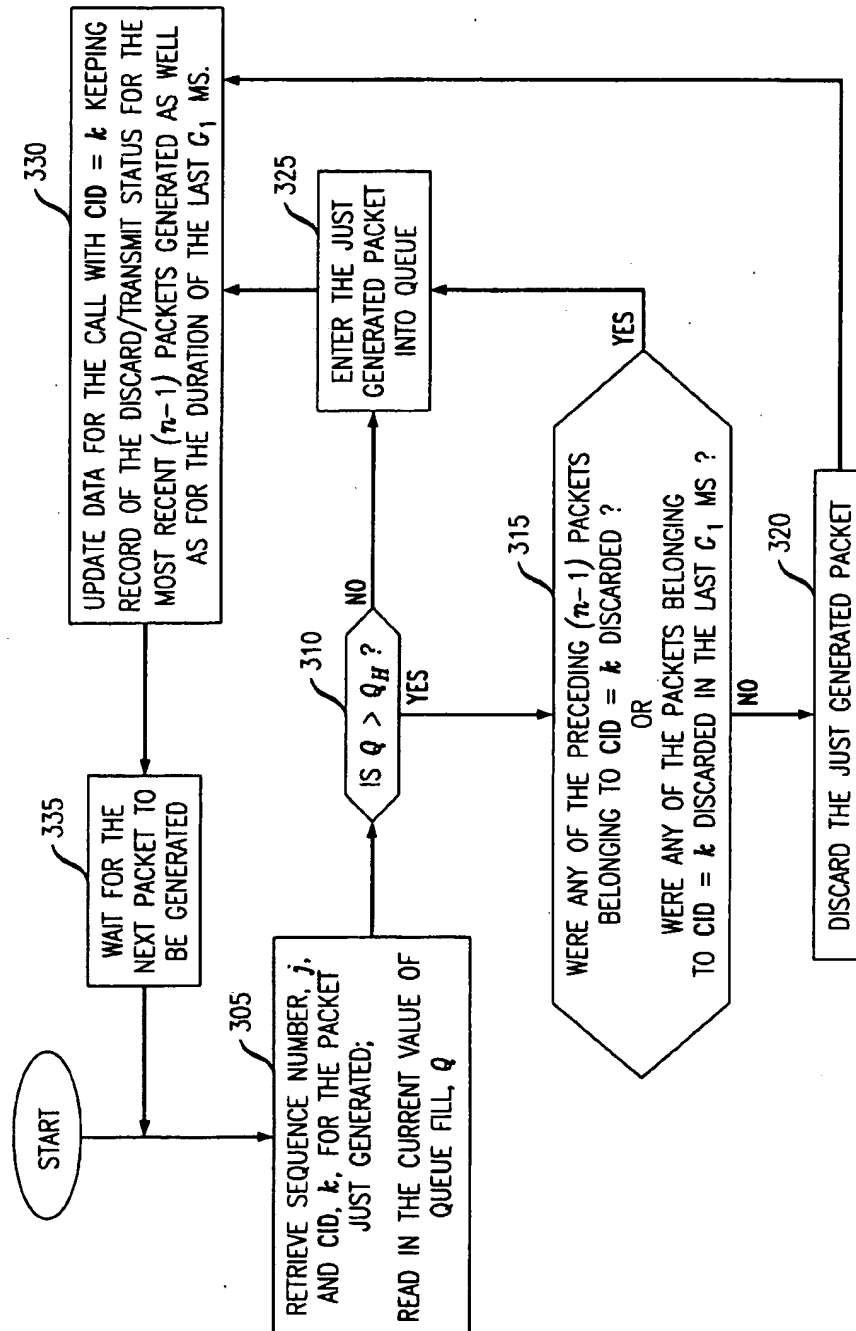 START
335
WAIT FOR THE
NEXT PACKET TO
BE GENERATED
330
UPDATE DATA FOR THE CALL WITH CID = k KEEPING
RECORD OF THE DISCARD/TRANSMIT STATUS FOR THE
MOST RECENT (n-1) PACKETS GENERATED AS WELL
AS FOR THE DURATION OF THE LAST G1 MS.
305
RETRIEVE SEQUENCE NUMBER, j,
AND CID, k, FOR THE PACKET
JUST GENERATED;
READ IN THE CURRENT VALUE OF
QUEUE FILL, Q
310
IS Q > QH ?
NO
YES
325
ENTER THE JUST
GENERATED PACKET
INTO QUEUE
315
WERE ANY OF THE PRECEDING (n-1) PACKETS
BELONGING TO CID = k DISCARDED ?
OR
WERE ANY OF THE PACKETS BELONGING
TO CID = k DISCARDED IN THE LAST G1 MS ?
YES
NO
320
DISCARD THE JUST GENERATED PACKET